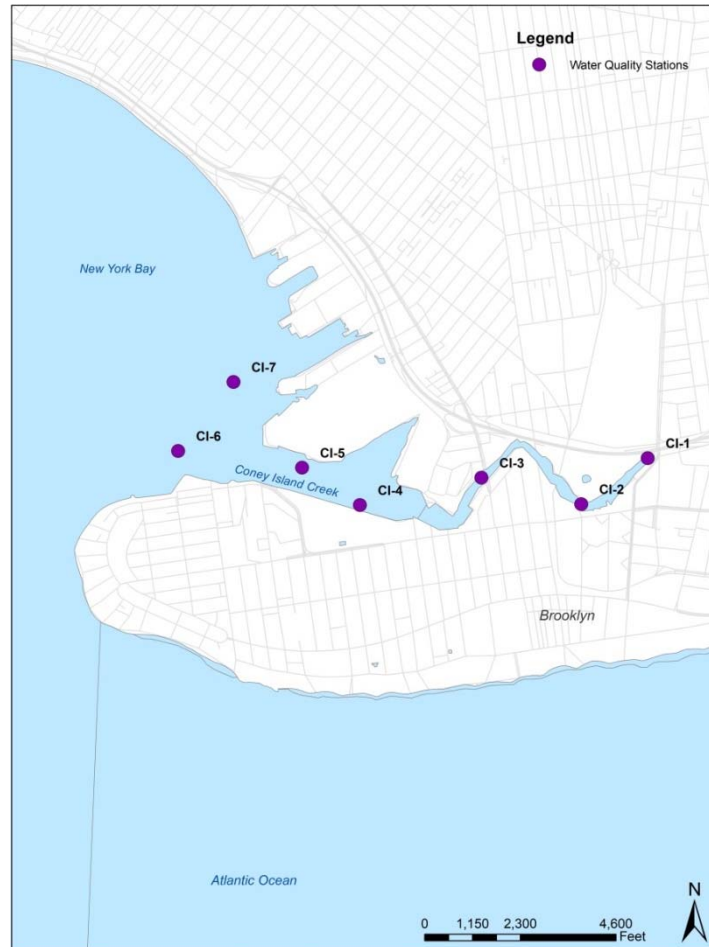 Legend
Water Quality Stations
New York Bay
CI-7
CI-6
CI-5
CI-4
CI-3
CI-2
CI-1
Coney Island Creek
Brooklyn
Atlantic Ocean
N
0 1,150 2,300 4,600
Feet